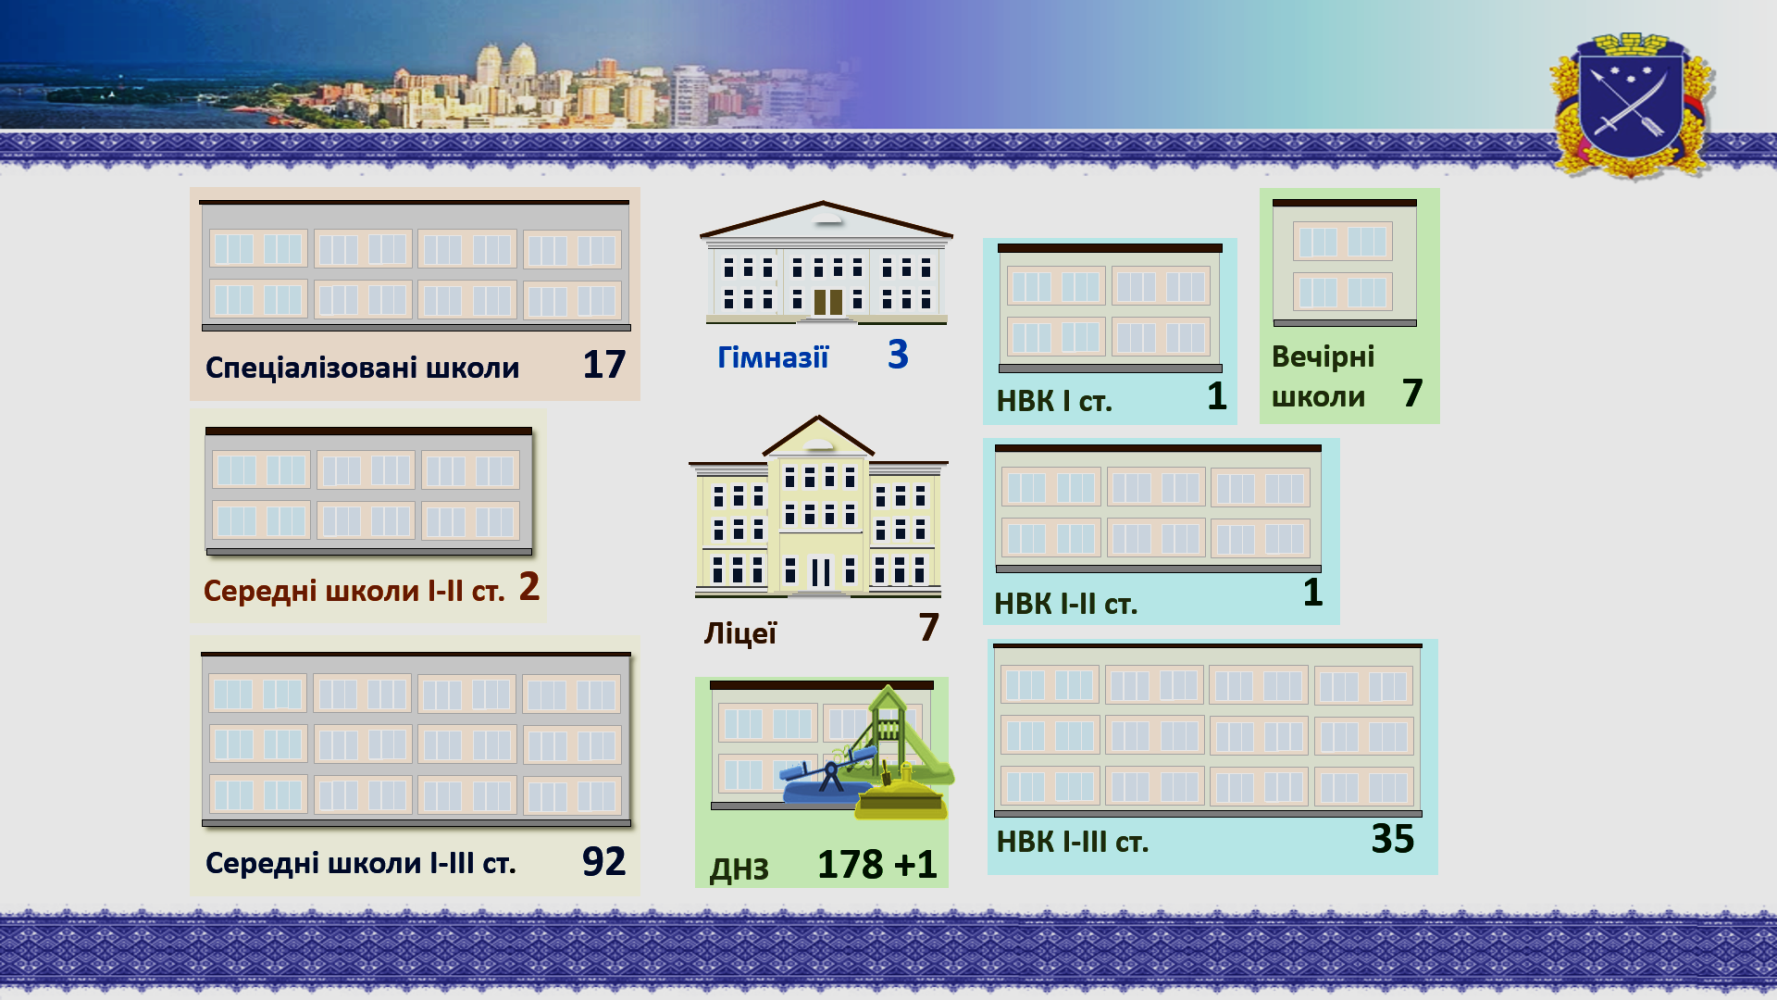 Спеціалізовані школи 17
Середні школи І-ІІ ст. 2
Середні школи І-ІІІ ст. 92
Гімназії 3
Ліцеї 7
ДНЗ 178 +1
НВК І ст. 1
НВК І-ІІ ст. 1
НВК І-ІІІ ст. 35
Вечірні
школи 7